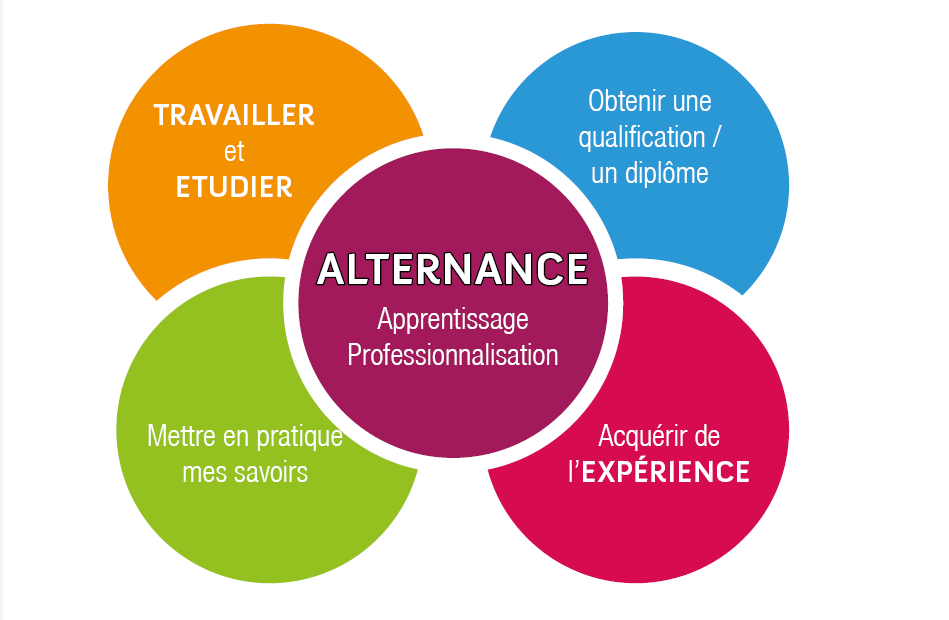 TRAVAILLER
et
ETUDIER
Obtenir une
qualification /
un diplôme
ALTERNANCE
Apprentissage
Professionnalisation
Mettre en pratique
mes savoirs
Acquérir de
l'EXPÉRIENCE